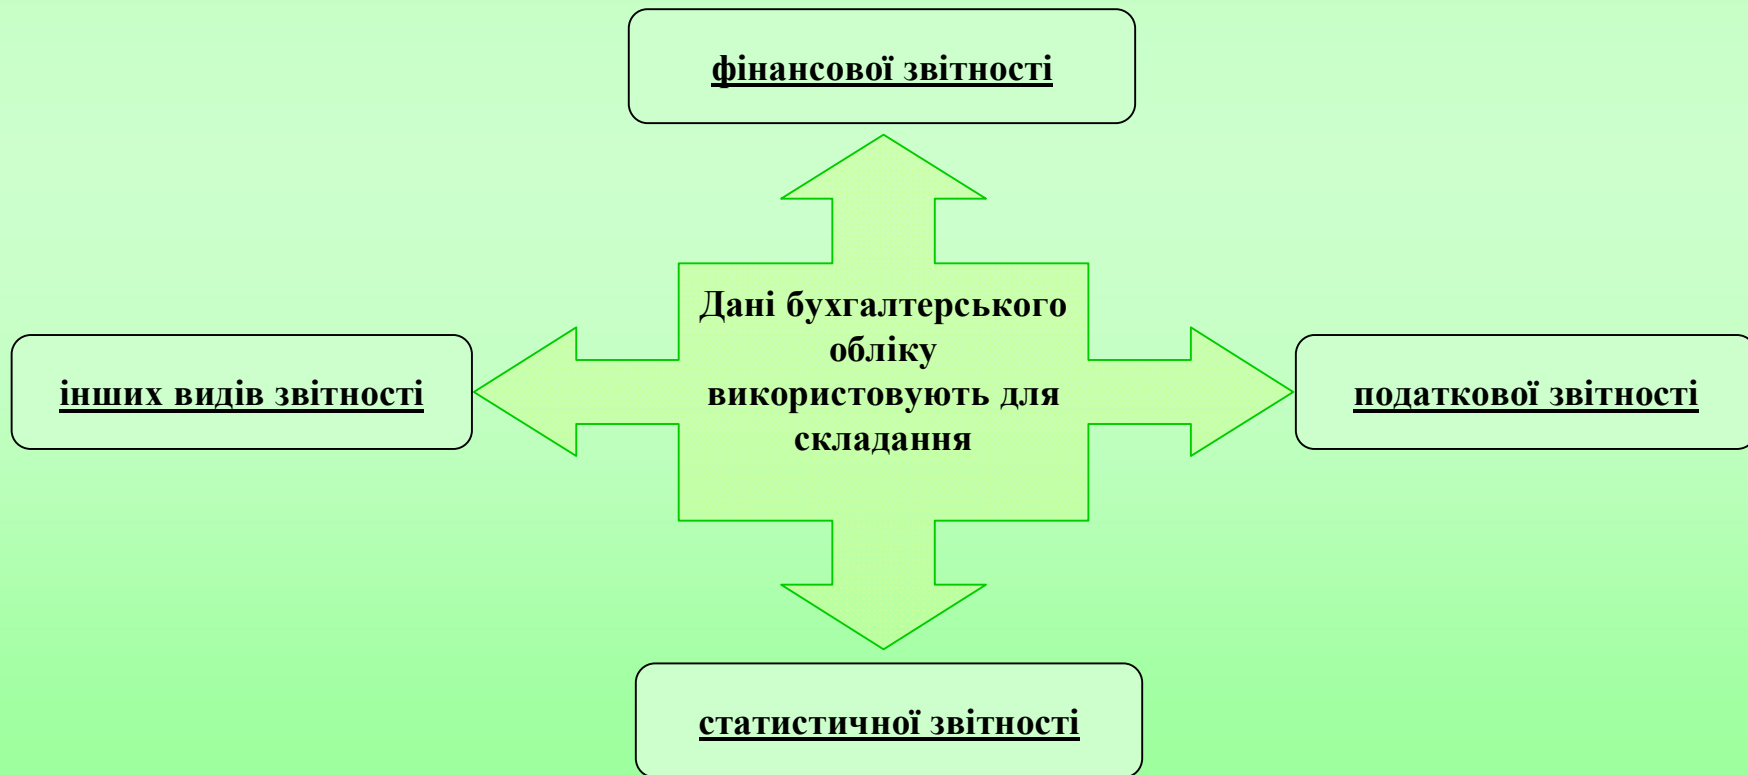 фінансової звітності
Дані бухгалтерського
обліку
використовують для
складання
інших видів звітності
податкової звітності
статистичної звітності